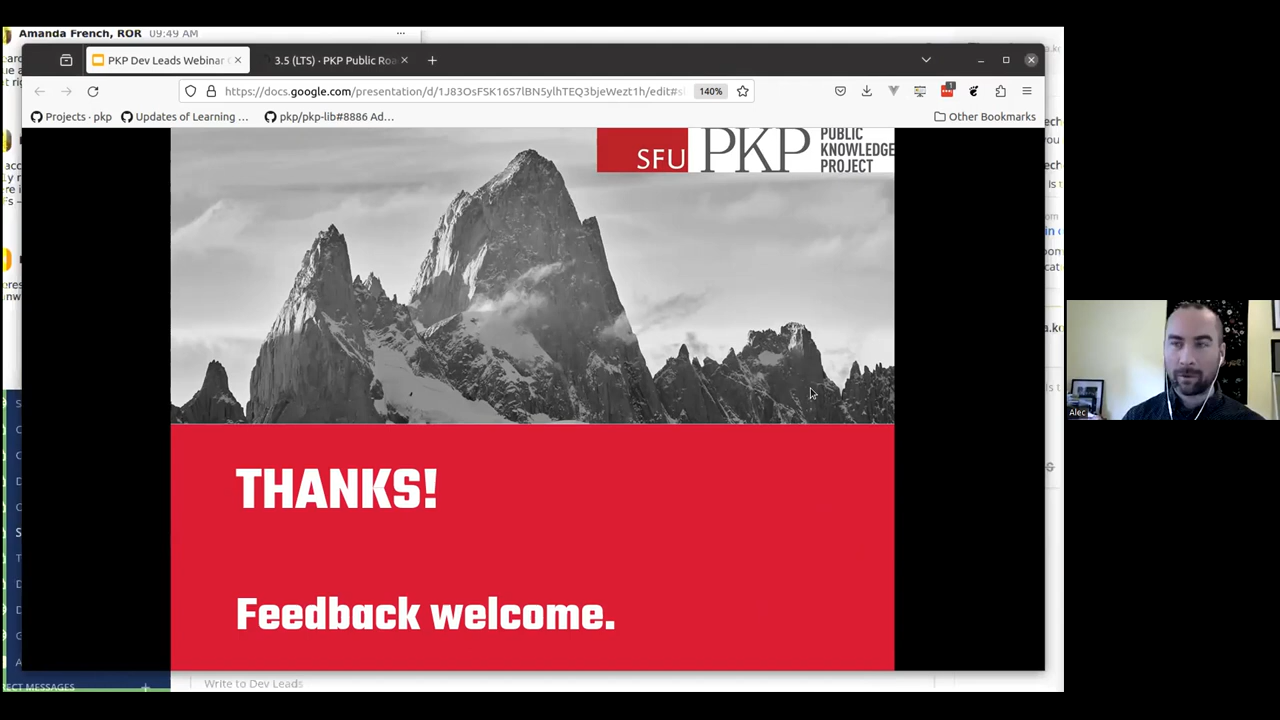 Amanda French, ROR 09:49 AM
PKP Dev Leads Webinar
3.5 (LTS) · PKP Public Roa
https://docs.google.com/presentation/d/1J83OsFSK16S7lBN5ylhTEQ3bjeWezt1h/edit#s
140%
Projects · pkp
Updates of Learning ...
pkp/pkp-lib#8886 Ad...
Other Bookmarks
SFU
PKP
PUBLIC
KNOWLEDGE
PROJECT
THANKS!
Feedback welcome.
Alec
Write to Dev Leads